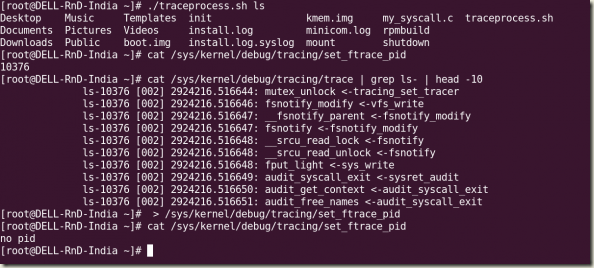 [root@DELL-RnD-India ~]# ./traceprocess.sh ls
Desktop    Music     Templates  init                kmem.img     my_syscall.c  traceprocess.sh
Documents  Pictures  Videos     install.log         minicom.log  rpmbuild
Downloads  Public    boot.img   install.log.syslog  mount        shutdown
[root@DELL-RnD-India ~]# cat /sys/kernel/debug/tracing/set_ftrace_pid
10376
[root@DELL-RnD-India ~]# cat /sys/kernel/debug/tracing/trace | grep ls- | head -10
ls-10376 [002] 2924216.516644: mutex_unlock <-tracing_set_tracer
ls-10376 [002] 2924216.516646: fsnotify_modify <-vfs_write
ls-10376 [002] 2924216.516647: __fsnotify_parent <-fsnotify_modify
ls-10376 [002] 2924216.516647: fsnotify <-fsnotify_modify
ls-10376 [002] 2924216.516648: __srcu_read_lock <-fsnotify
ls-10376 [002] 2924216.516648: __srcu_read_unlock <-fsnotify
ls-10376 [002] 2924216.516648: fput_light <-sys_write
ls-10376 [002] 2924216.516649: audit_syscall_exit <-sysret_audit
ls-10376 [002] 2924216.516650: audit_get_context <-audit_syscall_exit
ls-10376 [002] 2924216.516651: audit_free_names <-audit_syscall_exit
[root@DELL-RnD-India ~]#  > /sys/kernel/debug/tracing/set_ftrace_pid
[root@DELL-RnD-India ~]# cat /sys/kernel/debug/tracing/set_ftrace_pid
no pid
[root@DELL-RnD-India ~]#